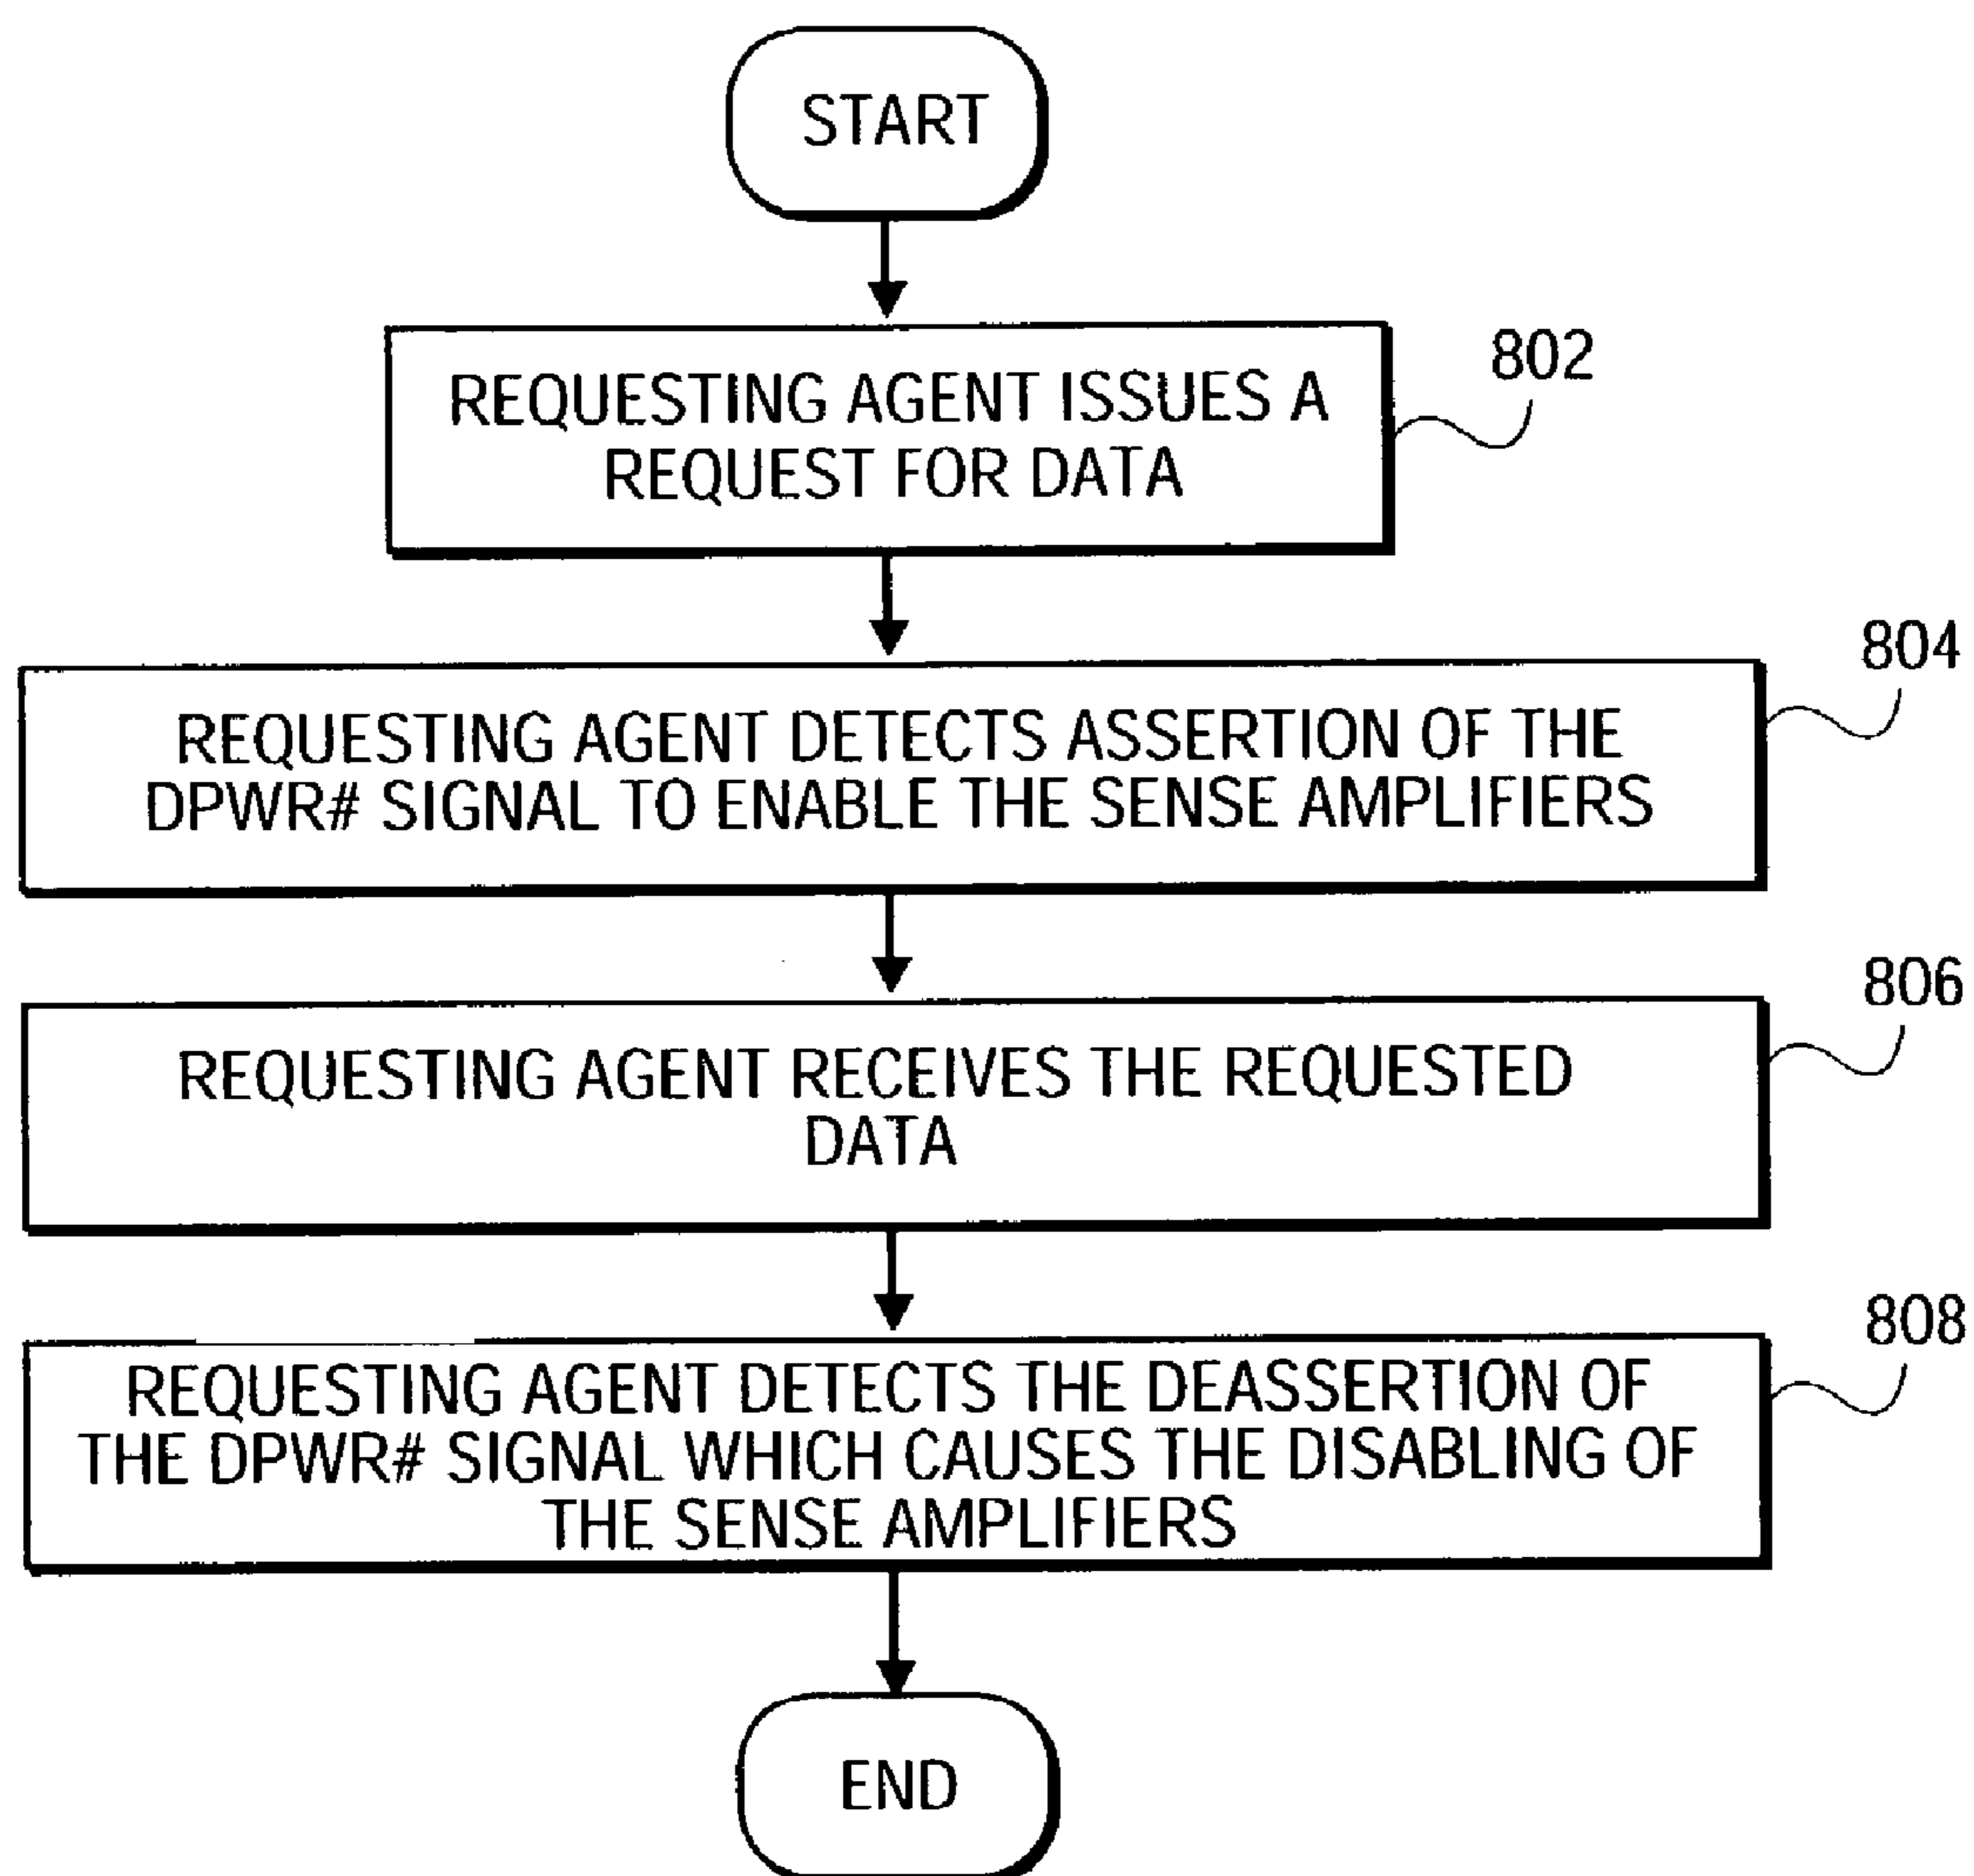 START
REQUESTING AGENT ISSUES A
REQUEST FOR DATA
802
804
REQUESTING AGENT DETECTS ASSERTION OF THE
DPWR# SIGNAL TO ENABLE THE SENSE AMPLIFIERS
806
REQUESTING AGENT RECEIVES THE REQUESTED
DATA
808
REQUESTING AGENT DETECTS THE DEASSERTION OF
THE DPWR# SIGNAL WHICH CAUSES THE DISABLING OF
THE SENSE AMPLIFIERS
END